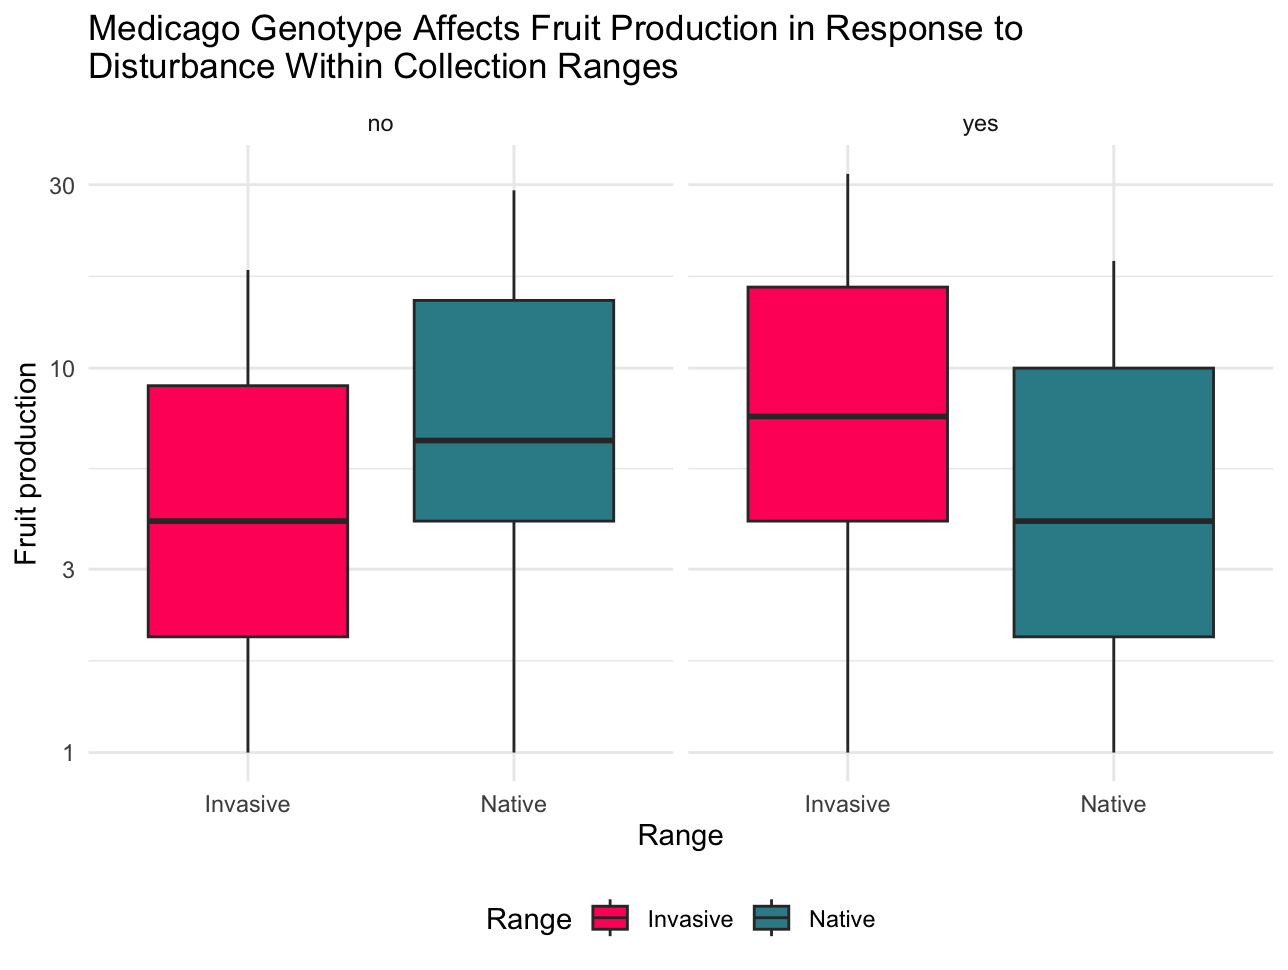 Medicago Genotype Affects Fruit Production in Response to
Disturbance Within Collection Ranges
no
yes
30
10
3
1
Fruit production
Invasive
Native
Invasive
Native
Range
Range
Invasive
Native